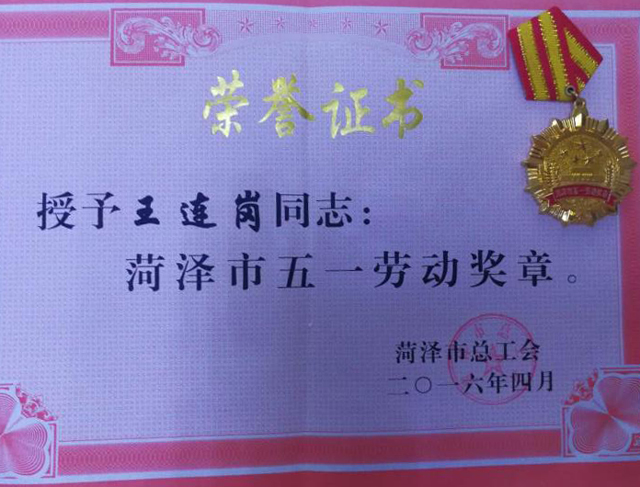 荣誉证书
授予王连岗同志：
菏泽市五一劳动奖章。
菏泽市总工会
二〇一六年四月